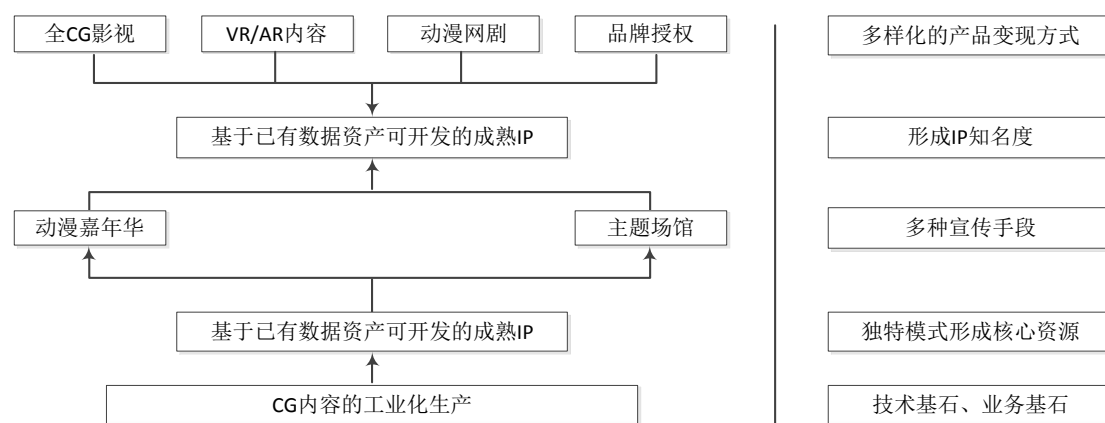 全CG影视
VR/AR内容
动漫网剧
品牌授权
多样化的产品变现方式
基于已有数据资产可开发的成熟IP
形成IP知名度
动漫嘉年华
主题场馆
多种宣传手段
基于已有数据资产可开发的成熟IP
独特模式形成核心资源
CG内容的工业化生产
技术基石、业务基石